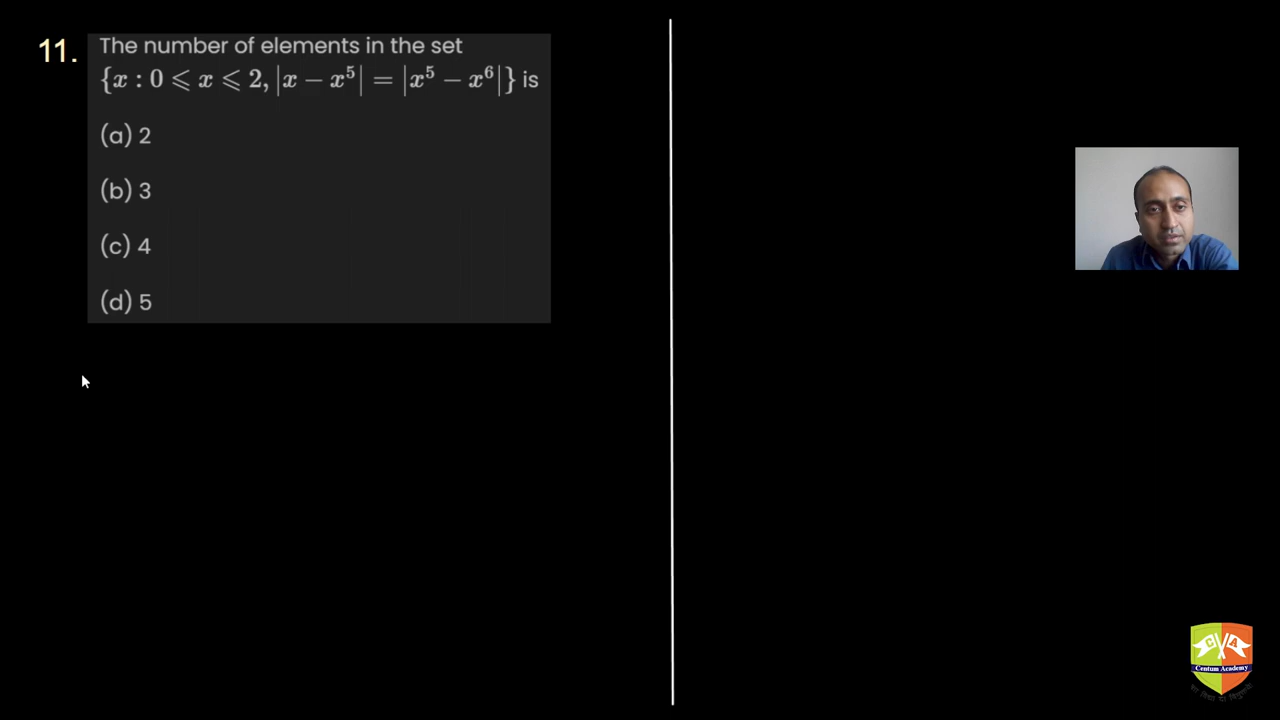 11.
The number of elements in the set
{x : 0 ⩽ x ⩽ 2, |x − x⁵| = |x⁵ − x⁶|} is
(a) 2
(b) 3
(c) 4
(d) 5
C A
Centum Academy